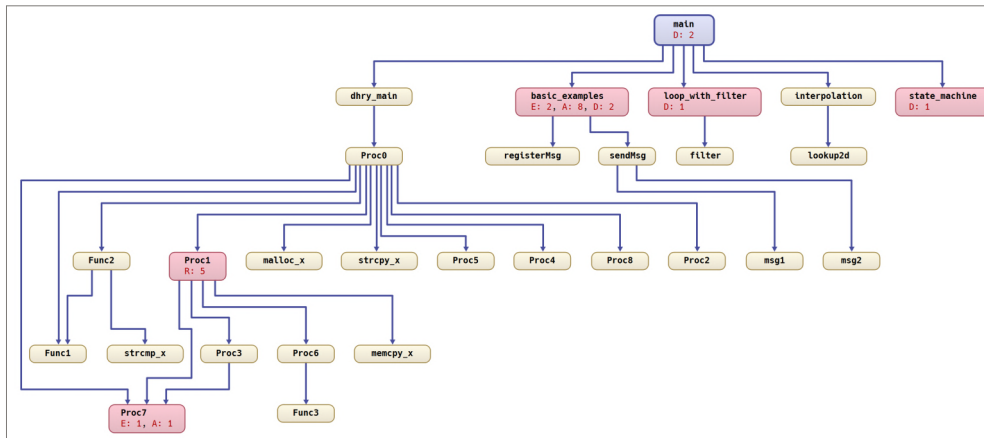 main
D: 2
dhry_main
basic_examples
E: 2, A: 8, D: 2
loop_with_filter
D: 1
interpolation
state_machine
D: 1
Proc0
registerMsg
sendMsg
filter
lookup2d
Func2
Proc1
R: 5
malloc_x
strcpy_x
Proc5
Proc4
Proc8
Proc2
msg1
msg2
Func1
strcmp_x
Proc3
Proc6
memcpy_x
Proc7
E: 1, A: 1
Func3